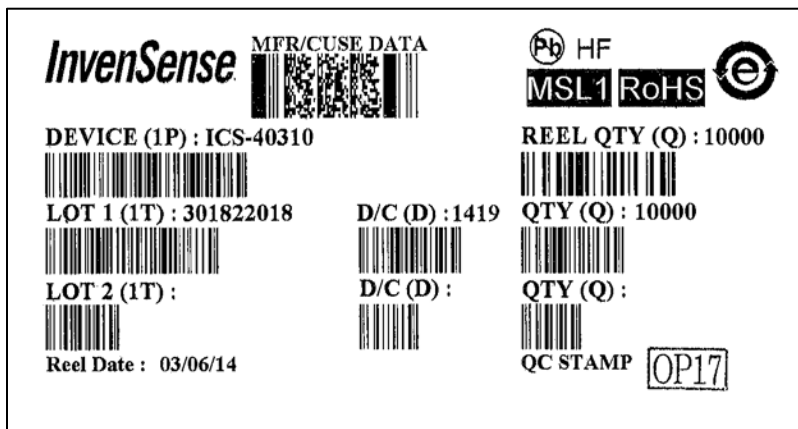 InvenSense
MFR/CUSE DATA
Pb HF
MSL1 RoHS
e
DEVICE (1P) : ICS-40310
REEL QTY (Q) : 10000
LOT 1 (1T) : 301822018
D/C (D) :1419
QTY (Q) : 10000
LOT 2 (1T) :
D/C (D) :
QTY (Q) :
Reel Date : 03/06/14
QC STAMP OP17